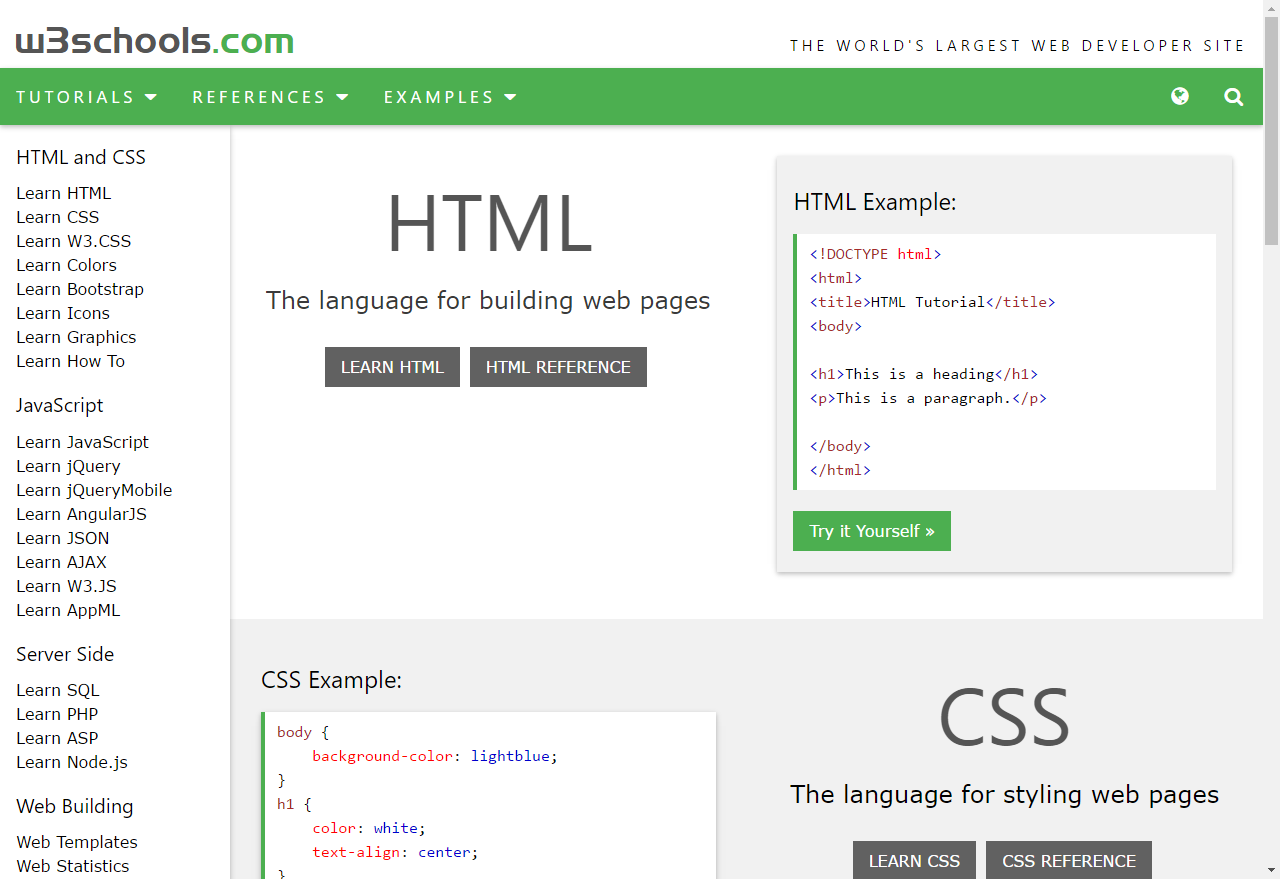 w3schools.com
THE WORLD'S LARGEST WEB DEVELOPER SITE
TUTORIALS REFERENCES EXAMPLES
HTML and CSS
Learn HTML
Learn CSS
Learn W3.CSS
Learn Colors
Learn Bootstrap
Learn Icons
Learn Graphics
Learn How To
JavaScript
Learn JavaScript
Learn jQuery
Learn jQueryMobile
Learn AngularJS
Learn JSON
Learn AJAX
Learn W3.JS
Learn AppML
Server Side
Learn SQL
Learn PHP
Learn ASP
Learn Node.js
Web Building
Web Templates
Web Statistics
HTML
The language for building web pages
LEARN HTML HTML REFERENCE
HTML Example:
<!DOCTYPE html>
<html>
<title>HTML Tutorial</title>
<body>
<h1>This is a heading</h1>
<p>This is a paragraph.</p>
</body>
</html>
Try it Yourself »
CSS Example:
body {
    background-color: lightblue;
}
h1 {
    color: white;
    text-align: center;
}
CSS
The language for styling web pages
LEARN CSS CSS REFERENCE